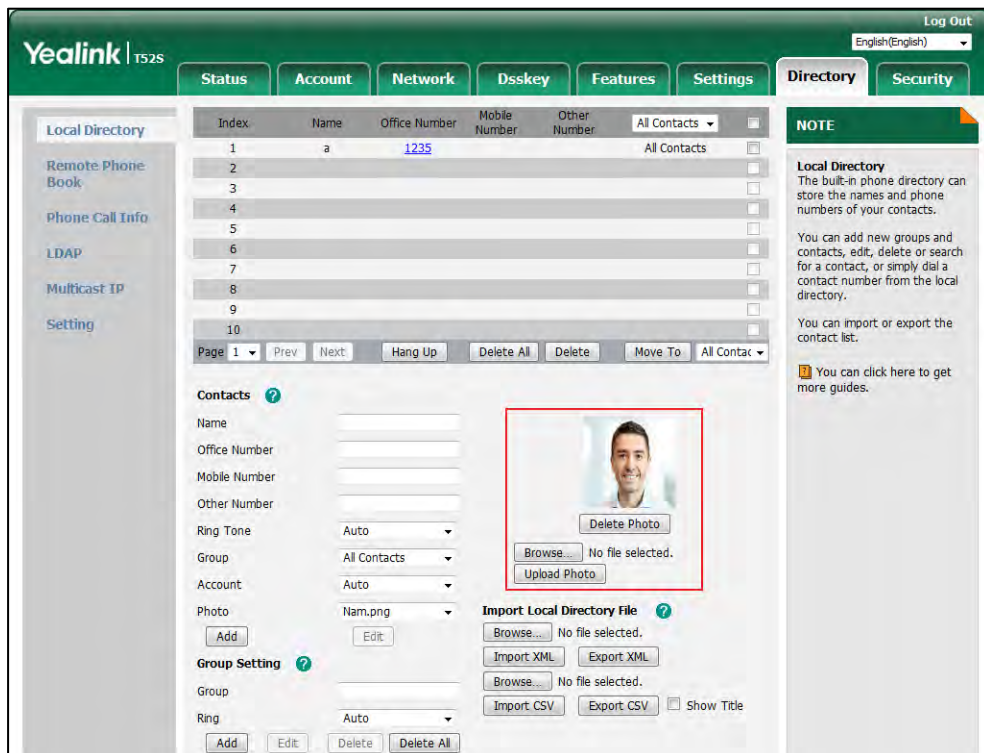 Log Out
Yealink T52S
English(English)
Status Account Network Dsskey Features Settings Directory Security
Local Directory
Remote Phone
Book
Phone Call Info
LDAP
Multicast IP
Setting
Index Name Office Number Mobile Number Other Number All Contacts
1 a 1235 All Contacts
2
3
4
5
6
7
8
9
10
Page 1 Prev Next Hang Up Delete All Delete Move To All Contac
Contacts ?
Name
Office Number
Mobile Number
Other Number
Ring Tone Auto
Group All Contacts
Account Auto
Photo Nam.png
Add Edit
Group Setting ?
Group
Ring Auto
Add Edit Delete Delete All
Delete Photo
Browse... No file selected.
Upload Photo
Import Local Directory File ?
Browse... No file selected.
Import XML Export XML
Browse... No file selected.
Import CSV Export CSV Show Title
NOTE
Local Directory
The built-in phone directory can
store the names and phone
numbers of your contacts.
You can add new groups and
contacts, edit, delete or search
for a contact, or simply dial a
contact number from the local
directory.
You can import or export the
contact list.
? You can click here to get
more guides.